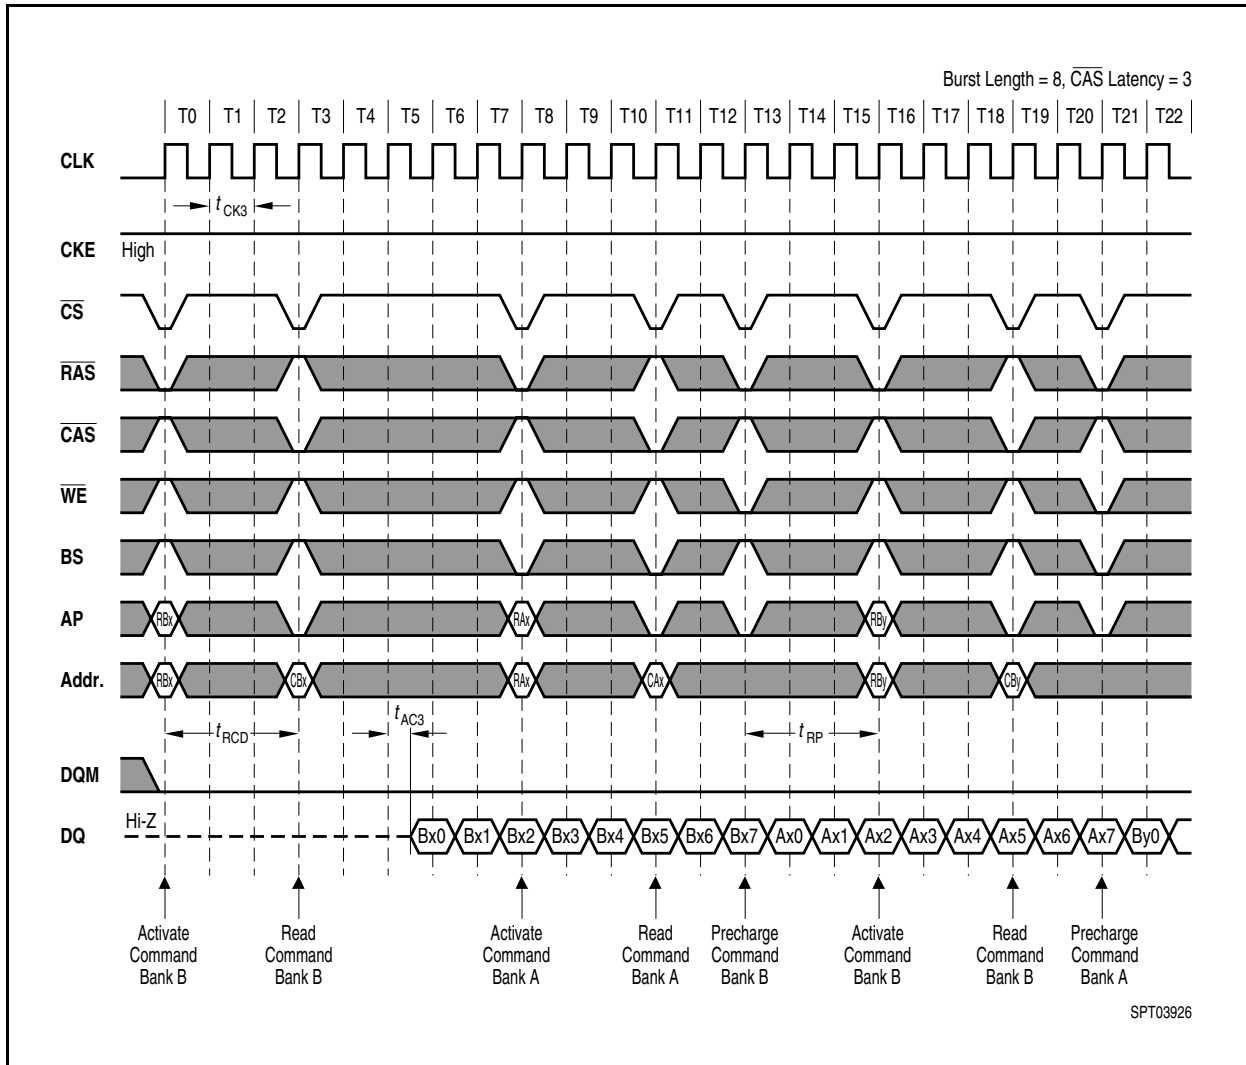 Burst Length = 8, CAS Latency = 3
T0 T1 T2 T3 T4 T5 T6 T7 T8 T9 T10 T11 T12 T13 T14 T15 T16 T17 T18 T19 T20 T21 T22
CLK
t CK3
CKE High
CS
RAS
CAS
WE
BS
AP RBx RAx RBy
Addr. RBx CBx RAx CAx RBy CBy
t AC3
t RCD t RP
DQM
Hi-Z
DQ Bx0 Bx1 Bx2 Bx3 Bx4 Bx5 Bx6 Bx7 Ax0 Ax1 Ax2 Ax3 Ax4 Ax5 Ax6 Ax7 By0
Activate Command Bank B
Read Command Bank B
Activate Command Bank A
Read Command Bank A
Precharge Command Bank B
Activate Command Bank B
Read Command Bank B
Precharge Command Bank A
SPT03926